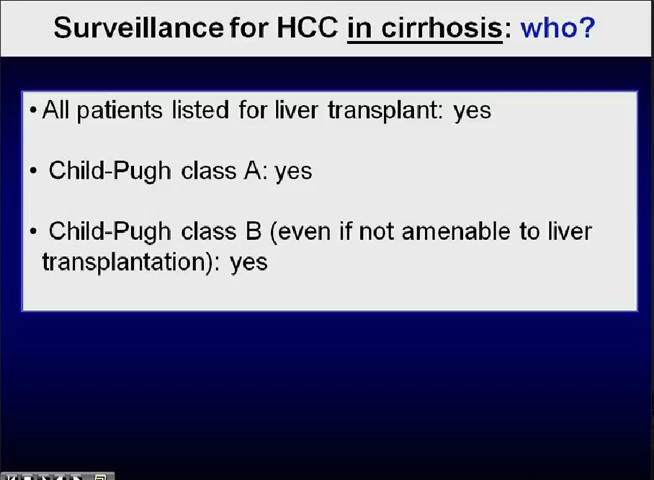 Surveillance for HCC in cirrhosis: who?
• All patients listed for liver transplant: yes
• Child-Pugh class A: yes
• Child-Pugh class B (even if not amenable to liver
transplantation): yes